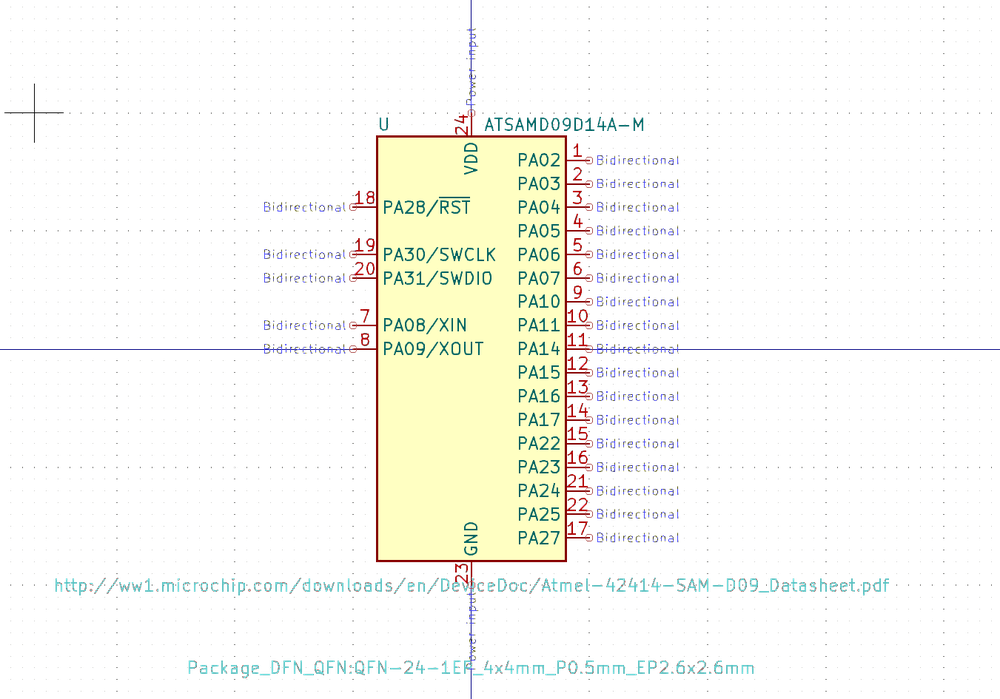 Power input
24
U ATSAMD09D14A-M
VDD
PA02 1 Bidirectional
PA03 2 Bidirectional
Bidirectional 18 PA28/RST PA04 3 Bidirectional
PA05 4 Bidirectional
Bidirectional 19 PA30/SWCLK PA06 5 Bidirectional
Bidirectional 20 PA31/SWDIO PA07 6 Bidirectional
PA10 9 Bidirectional
Bidirectional 7 PA08/XIN PA11 10 Bidirectional
Bidirectional 8 PA09/XOUT PA14 11 Bidirectional
PA15 12 Bidirectional
PA16 13 Bidirectional
PA17 14 Bidirectional
PA22 15 Bidirectional
PA23 16 Bidirectional
PA24 21 Bidirectional
PA25 22 Bidirectional
PA27 17 Bidirectional
GND
23
http://ww1.microchip.com/downloads/en/DeviceDoc/Atmel-42414-SAM-D09_Datasheet.pdf
Power input
Package_DFN_QFN:QFN-24-1EP_4x4mm_P0.5mm_EP2.6x2.6mm